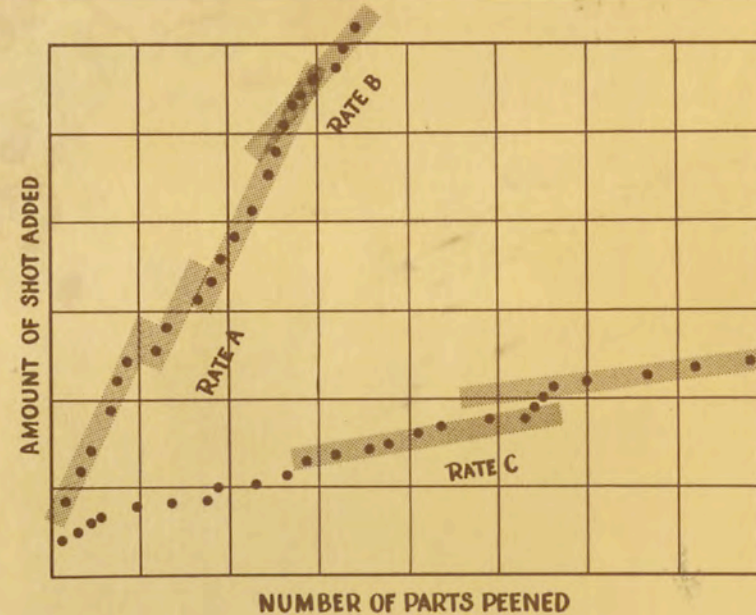 AMOUNT OF SHOT ADDED
RATE B
RATE A
RATE C
NUMBER OF PARTS PEENED